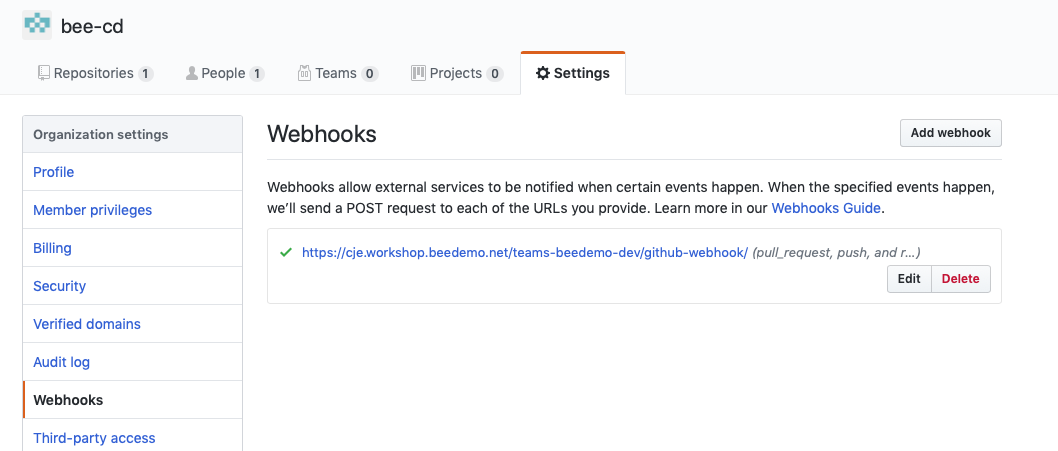 bee-cd
Repositories 1 People 1 Teams 0 Projects 0 Settings
Organization settings
Profile
Member privileges
Billing
Security
Verified domains
Audit log
Webhooks
Third-party access
Webhooks
Add webhook
Webhooks allow external services to be notified when certain events happen. When the specified events happen,
we’ll send a POST request to each of the URLs you provide. Learn more in our Webhooks Guide.
https://cje.workshop.beedemo.net/teams-beedemo-dev/github-webhook/ (pull_request, push, and r…)
Edit Delete